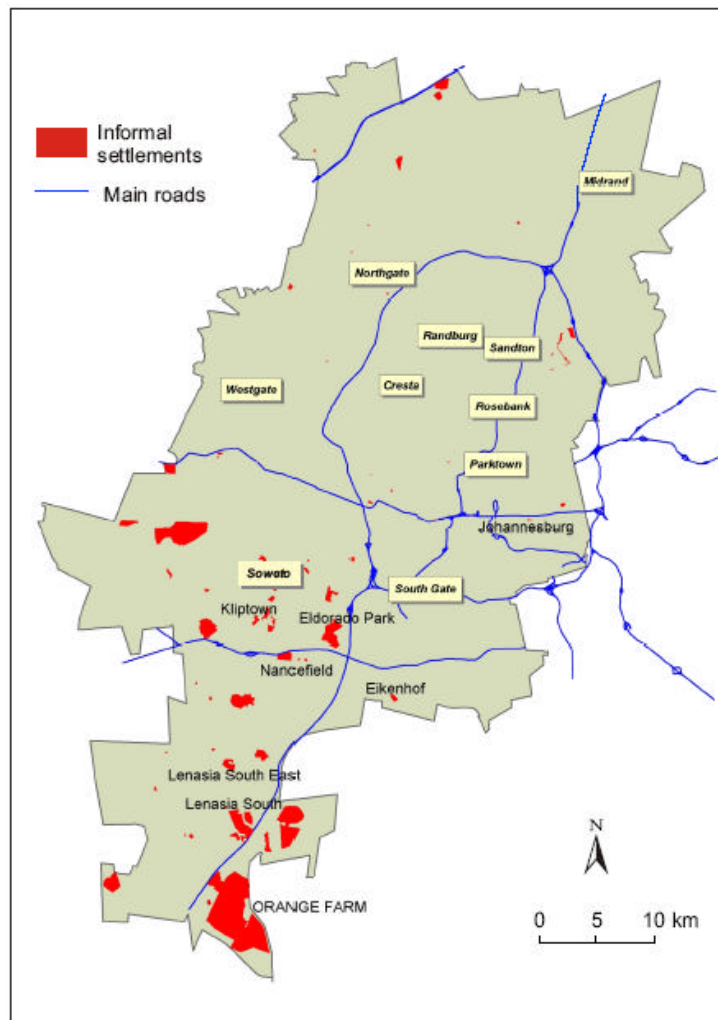 Informal
settlements
Main roads
Midrand
Northgate
Randburg
Sandton
Westgate
Cresta
Rosebank
Parktown
Johannesburg
Soweto
South Gate
Kliptown
Eldorado Park
Nancefield
Eikenhof
Lenasia South East
Lenasia South
N
ORANGE FARM
0 5 10 km